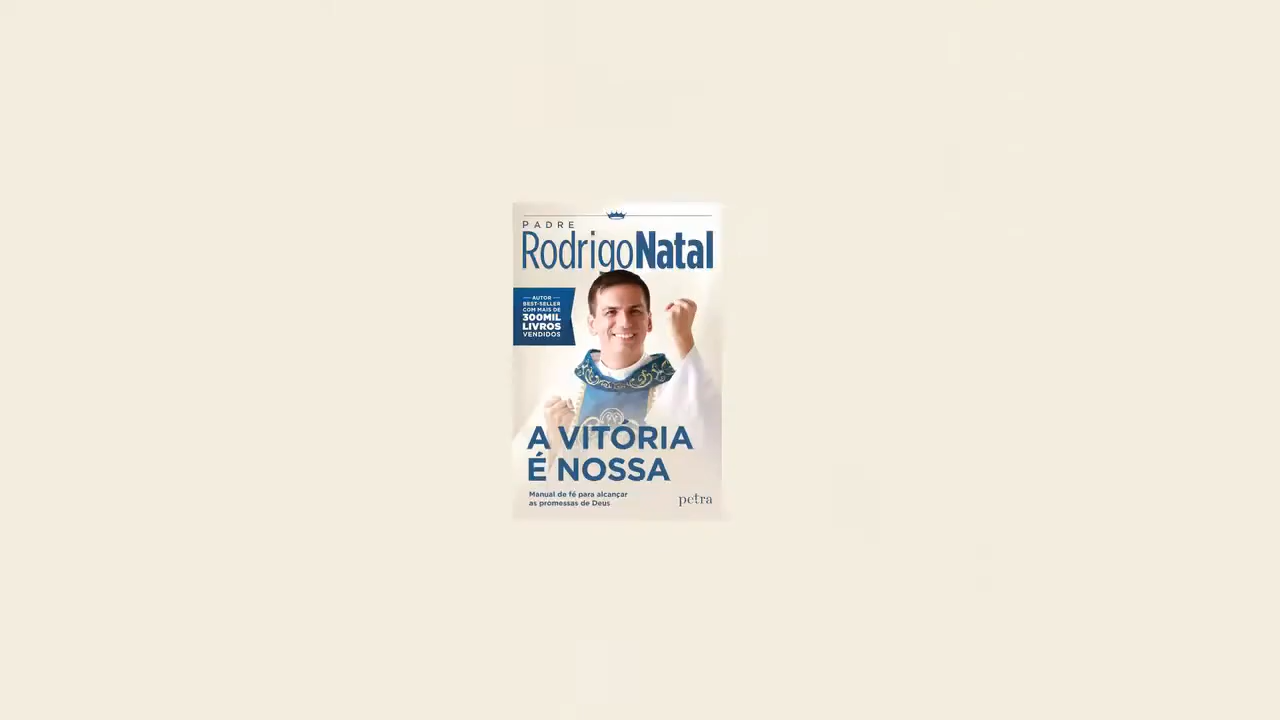 PADRE
RodrigoNatal
AUTOR
BEST-SELLER
COM MAIS DE
300MIL
LIVROS
VENDIDOS
A VITÓRIA
É NOSSA
Manual de fé para alcançar
as promessas de Deus
petra